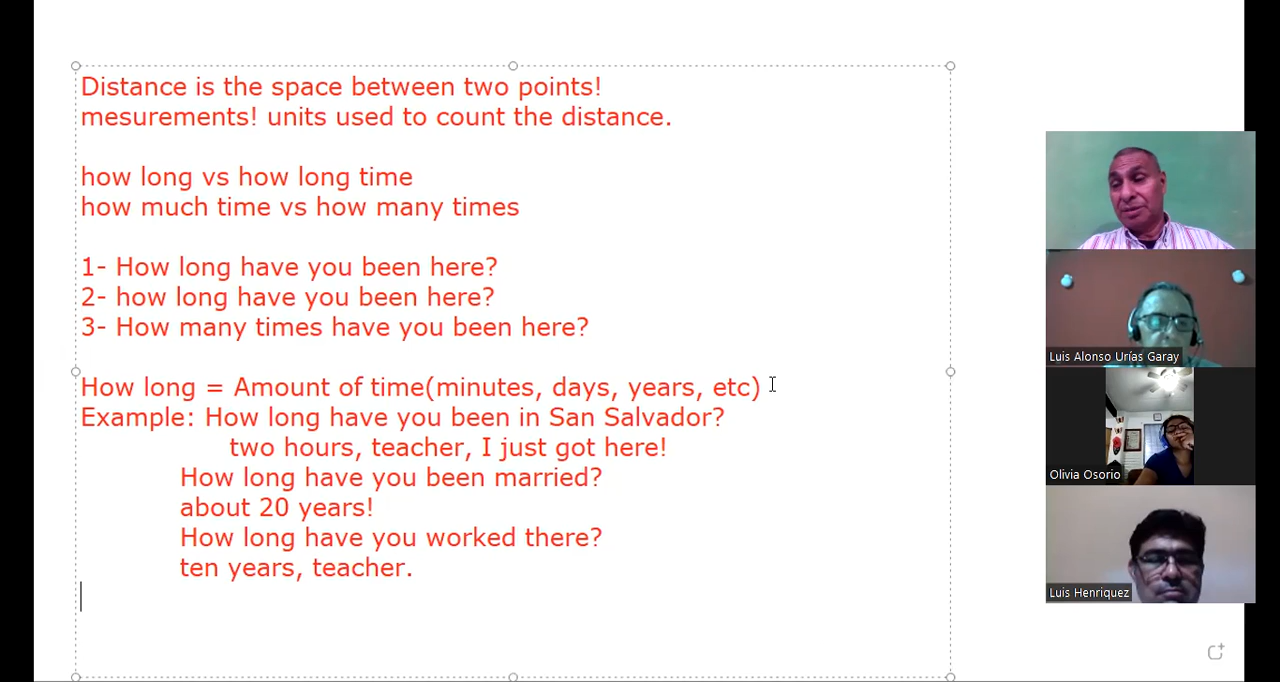 Distance is the space between two points!
mesurements! units used to count the distance.
how long vs how long time
how much time vs how many times
1- How long have you been here?
2- how long have you been here?
3- How many times have you been here?
How long = Amount of time(minutes, days, years, etc)
Example: How long have you been in San Salvador?
two hours, teacher, I just got here!
How long have you been married?
about 20 years!
How long have you worked there?
ten years, teacher.
Luis Alonso Urías Garay
Olivia Osorio
Luis Henriquez